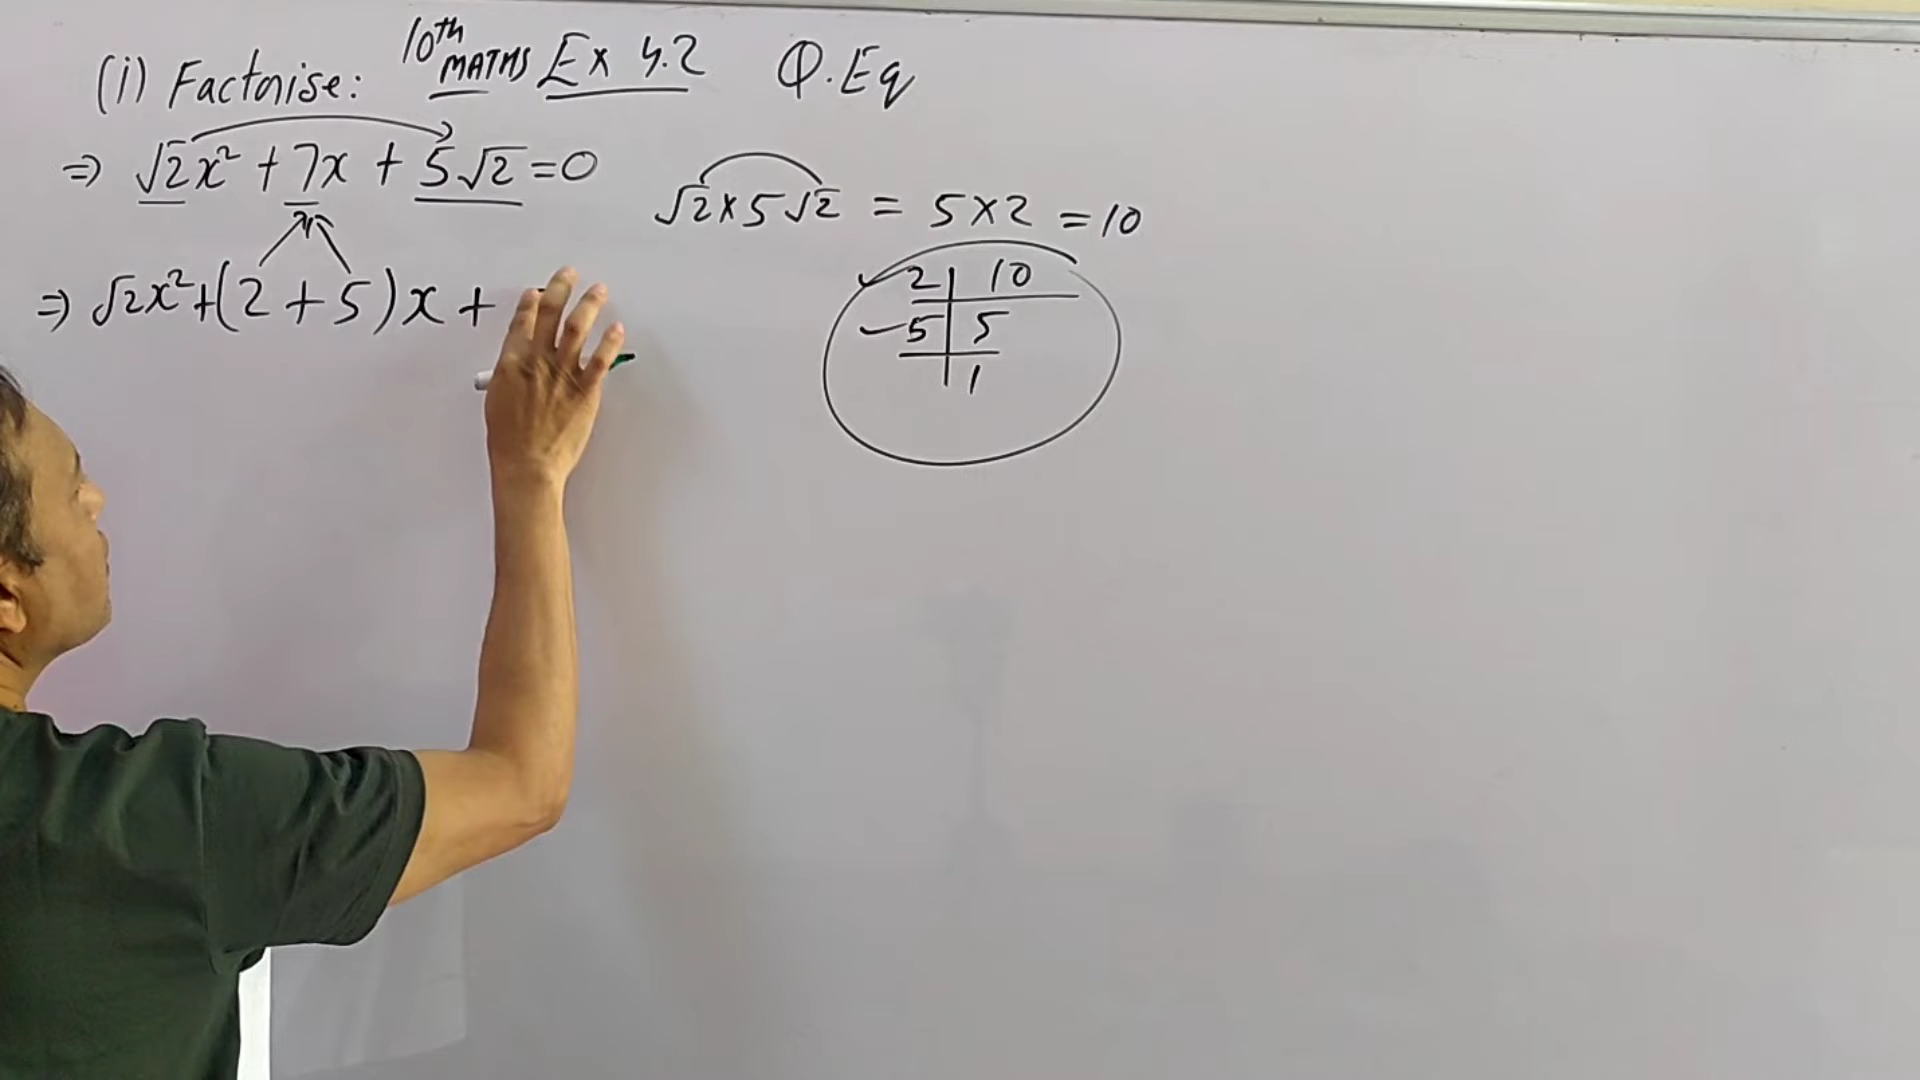 (i) Factorise: 10th MATHS Ex 4.2 Q.Eq
⇒ √2x² + 7x + 5√2 = 0
√2 × 5√2 = 5×2 = 10
⇒ √2x² + (2 + 5)x +
2 | 10
5 | 5
1